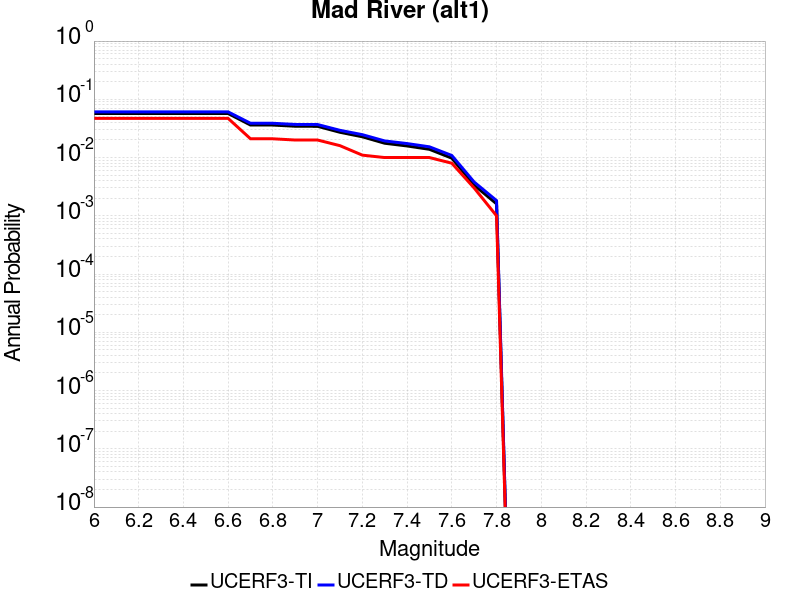 Mad River (alt1)
10^0
10^-1
10^-2
10^-3
10^-4
10^-5
10^-6
10^-7
10^-8
Annual Probability
6 6.2 6.4 6.6 6.8 7 7.2 7.4 7.6 7.8 8 8.2 8.4 8.6 8.8 9
Magnitude
UCERF3-TI UCERF3-TD UCERF3-ETAS